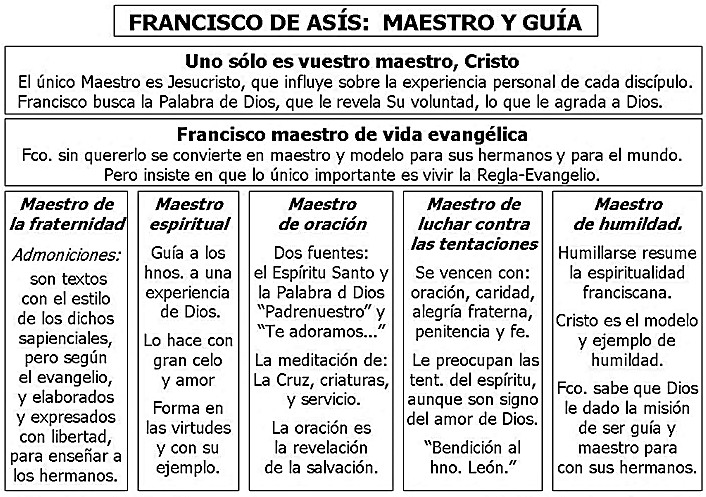 FRANCISCO DE ASÍS: MAESTRO Y GUÍA
Uno sólo es vuestro maestro, Cristo
El único Maestro es Jesucristo, que influye sobre la experiencia personal de cada discípulo.
Francisco busca la Palabra de Dios, que le revela Su voluntad, lo que le agrada a Dios.
Francisco maestro de vida evangélica
Fco. sin quererlo se convierte en maestro y modelo para sus hermanos y para el mundo.
Pero insiste en que lo único importante es vivir la Regla-Evangelio.
Maestro de
la fraternidad
Admoniciones:
son textos
con el estilo
de los dichos
sapienciales,
pero según
el evangelio,
y elaborados
y expresados
con libertad,
para enseñar a
los hermanos.
Maestro
espiritual
Guía a los
hnos. a una
experiencia
de Dios.
Lo hace con
gran celo
y amor
Forma en
las virtudes
y con su
ejemplo.
Maestro
de oración
Dos fuentes:
el Espíritu Santo y
la Palabra d Dios
“Padrenuestro” y
“Te adoramos...”
La meditación de:
La Cruz, criaturas,
y servicio.
La oración es
la revelación
de la salvación.
Maestro de
luchar contra
las tentaciones
Se vencen con:
oración, caridad,
alegría fraterna,
penitencia y fe.
Le preocupan las
tent. del espíritu,
aunque son signo
del amor de Dios.
“Bendición al
hno. León.”
Maestro
de humildad.
Humillarse resume
la espiritualidad
franciscana.
Cristo es el modelo
y ejemplo de
humildad.
Fco. sabe que Dios
le dado la misión
de ser guía y
maestro para
con sus hermanos.